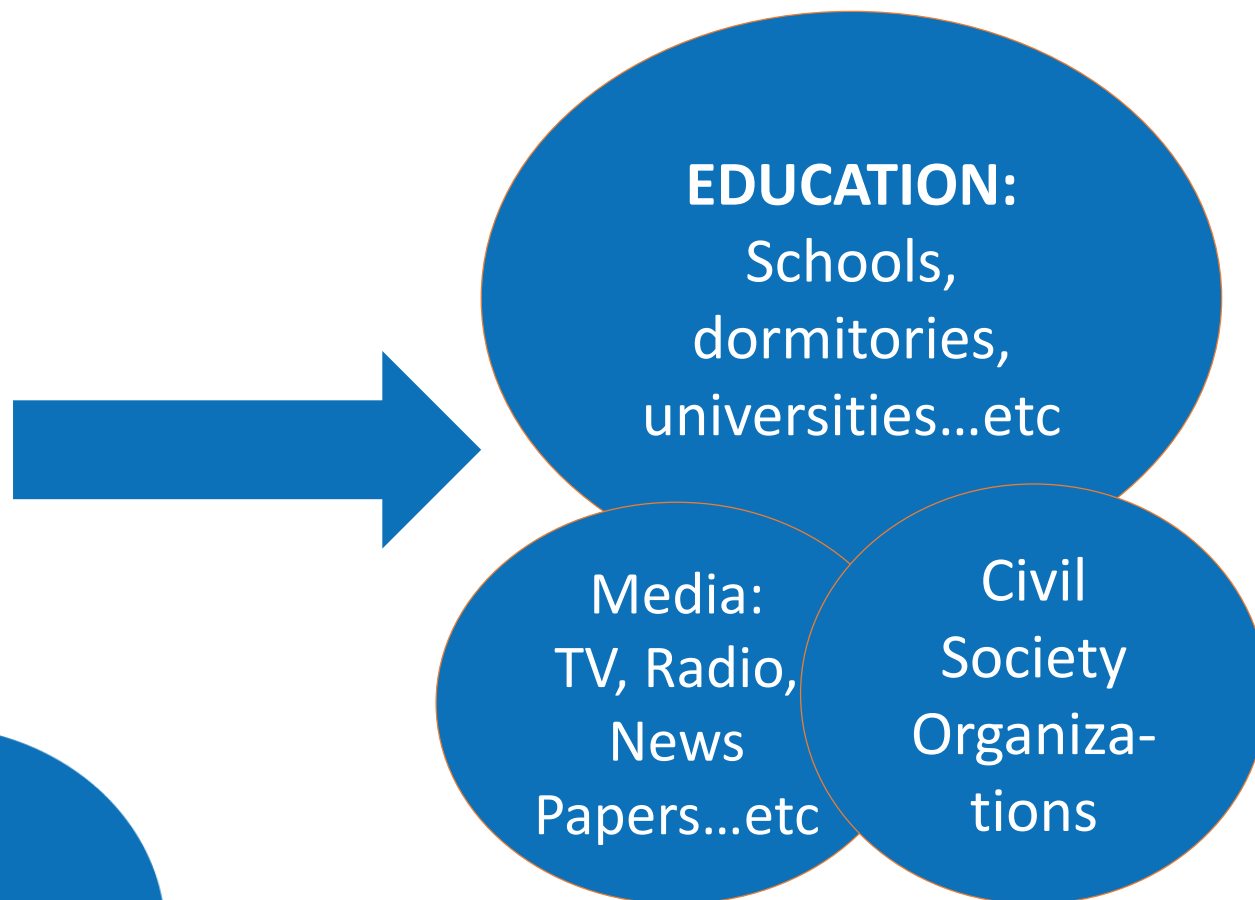 EDUCATION:
Schools,
dormitories,
universities...etc
Media:
TV, Radio,
News
Papers...etc
Civil
Society
Organiza-
tions